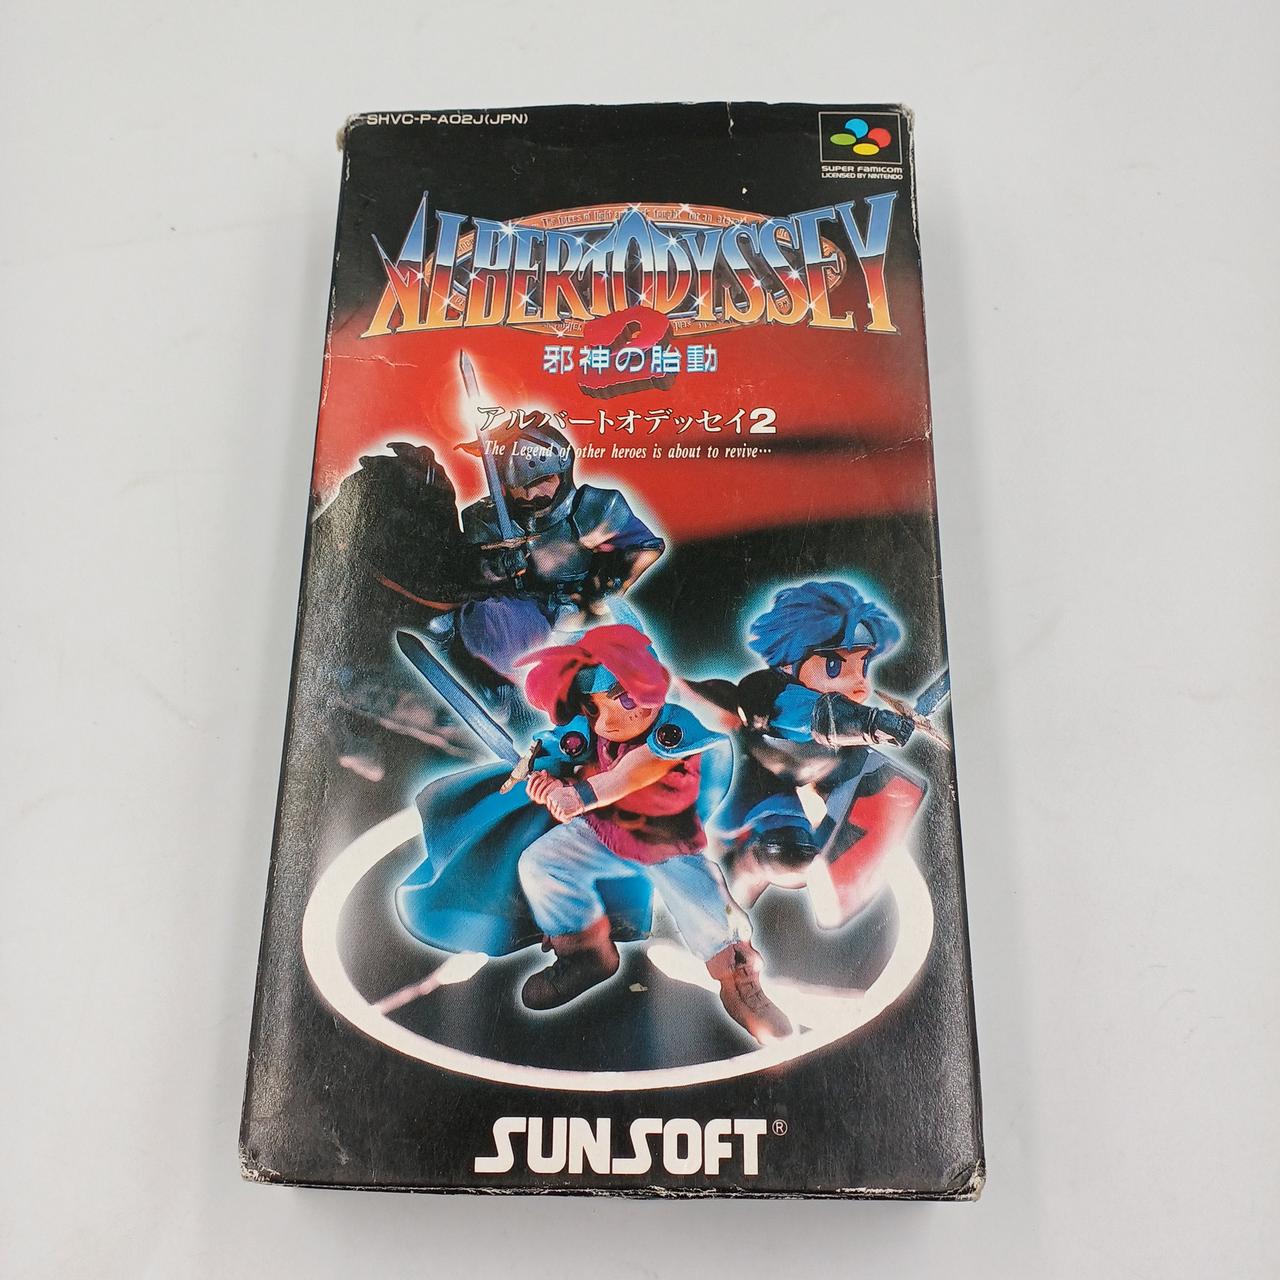 SHVC-P-A02J(JPN)
SUPER FAMICOM
LICENSED BY NINTENDO
ALBERT ODYSSEY
2
邪神の胎動
アルバートオデッセイ2
The Legend of other heroes is about to revive…
SUNSOFT®